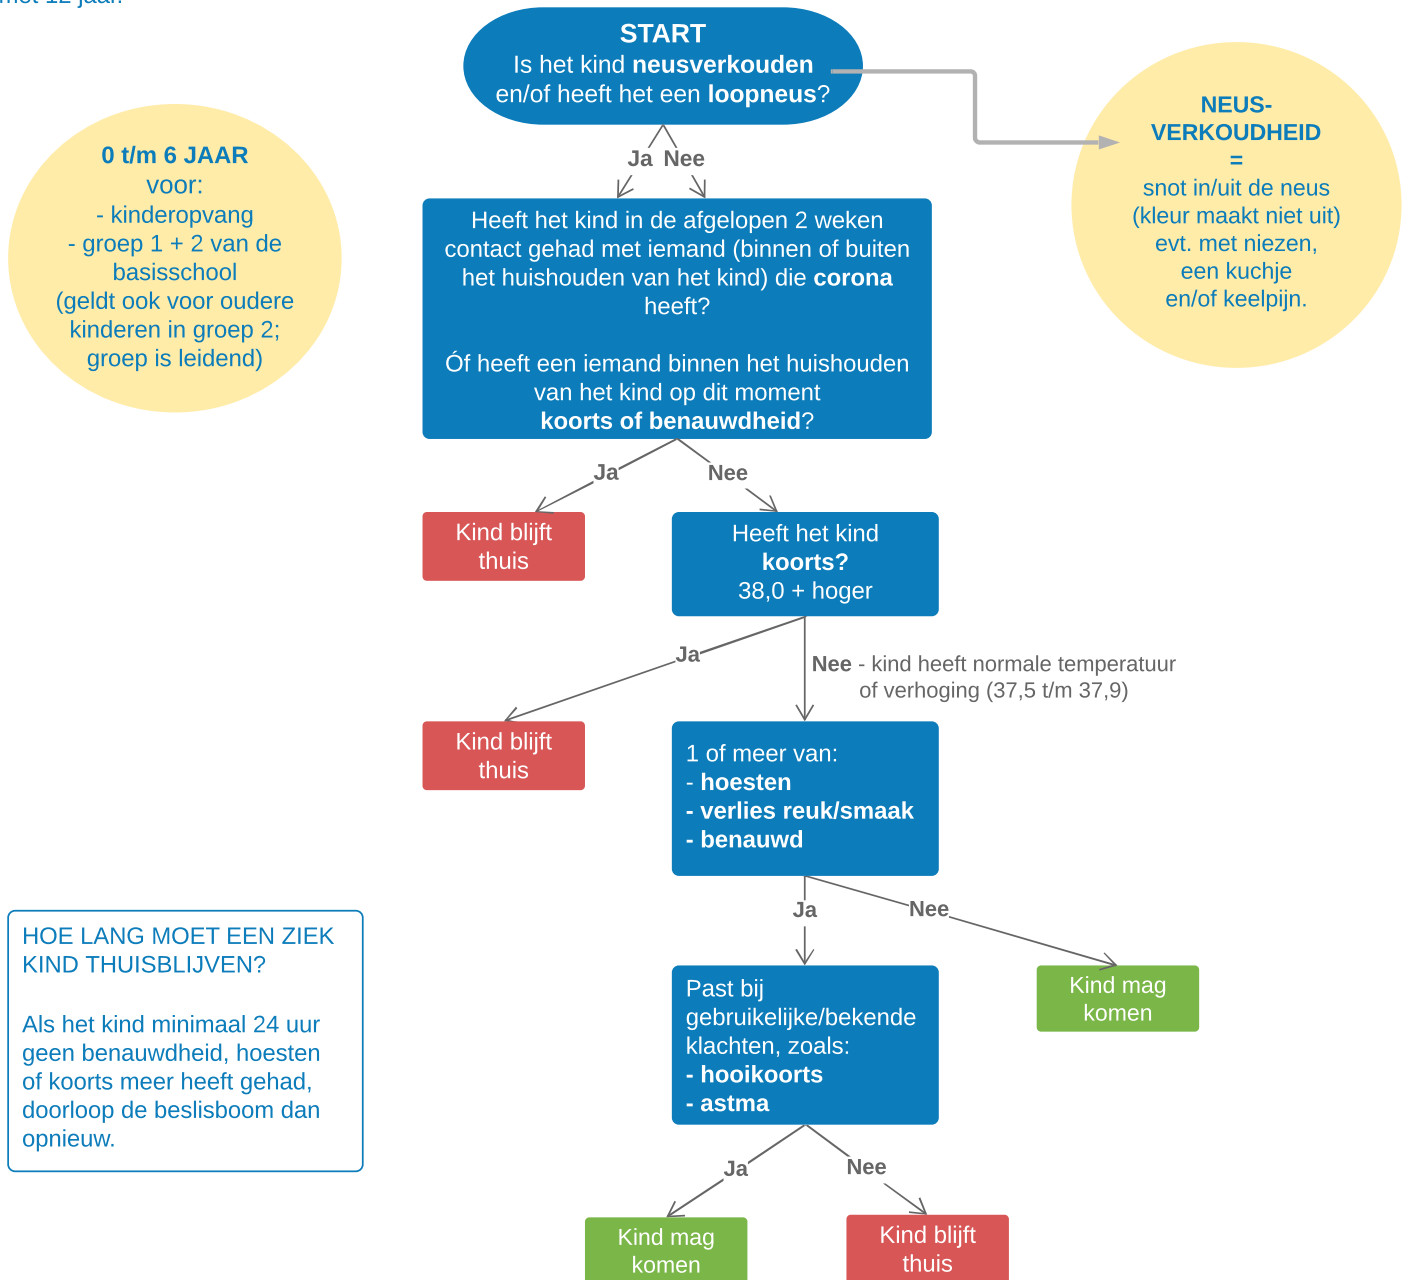 met 12 jaar.
START
Is het kind neusverkouden
en/of heeft het een loopneus?
NEUS-
VERKOUDHEID
=
snot in/uit de neus
(kleur maakt niet uit)
evt. met niezen,
een kuchje
en/of keelpijn.
0 t/m 6 JAAR
voor:
- kinderopvang
- groep 1 + 2 van de
basisschool
(geldt ook voor oudere
kinderen in groep 2;
groep is leidend)
Ja Nee
Heeft het kind in de afgelopen 2 weken
contact gehad met iemand (binnen of buiten
het huishouden van het kind) die corona
heeft?
Óf heeft een iemand binnen het huishouden
van het kind op dit moment
koorts of benauwdheid?
Ja
Nee
Kind blijft
thuis
Heeft het kind
koorts?
38,0 + hoger
Ja
Nee - kind heeft normale temperatuur
of verhoging (37,5 t/m 37,9)
Kind blijft
thuis
1 of meer van:
- hoesten
- verlies reuk/smaak
- benauwd
Ja
Nee
HOE LANG MOET EEN ZIEK
KIND THUISBLIJVEN?
Als het kind minimaal 24 uur
geen benauwdheid, hoesten
of koorts meer heeft gehad,
doorloop de beslisboom dan
opnieuw.
Past bij
gebruikelijke/bekende
klachten, zoals:
- hooikoorts
- astma
Kind mag
komen
Ja
Nee
Kind mag
komen
Kind blijft
thuis